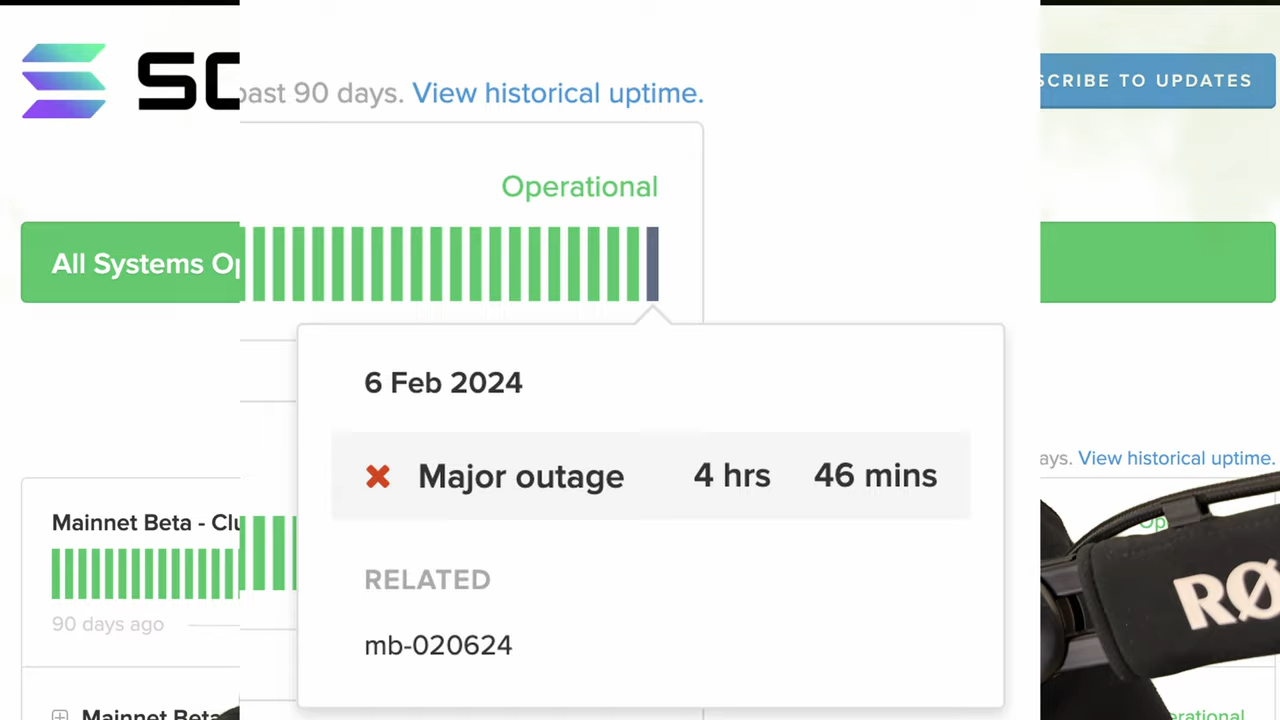 SO
past 90 days. View historical uptime.
SCRIBE TO UPDATES
Operational
All Systems Op
6 Feb 2024
Major outage 4 hrs 46 mins
ays. View historical uptime.
Mainnet Beta - Clu
Op
RELATED
RØ
90 days ago
mb-020624
Mainnet Beta
erational